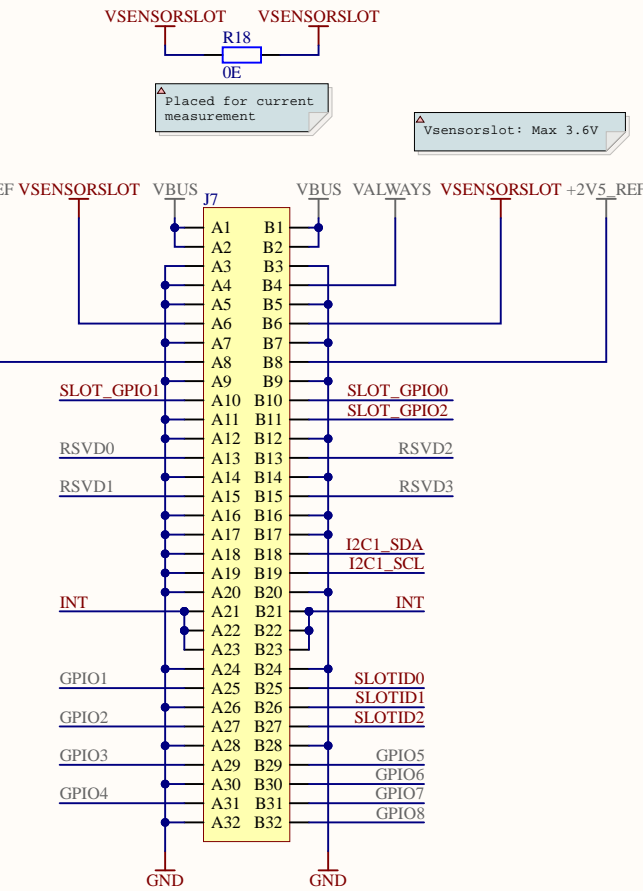 VSENSORSLOT VSENSORSLOT
R18
0E
Placed for current
measurement
Vsensorslot: Max 3.6V
EF VSENSORSLOT VBUS VBUS VALWAYS VSENSORSLOT +2V5_REF
J7
A1 B1
A2 B2
A3 B3
A4 B4
A5 B5
A6 B6
A7 B7
A8 B8
A9 B9
SLOT_GPIO1 A10 B10 SLOT_GPIO0
A11 B11 SLOT_GPIO2
A12 B12
RSVD0 A13 B13 RSVD2
A14 B14
RSVD1 A15 B15 RSVD3
A16 B16
A17 B17
A18 B18 I2C1_SDA
A19 B19 I2C1_SCL
A20 B20
INT A21 B21 INT
A22 B22
A23 B23
A24 B24
GPIO1 A25 B25 SLOTID0
A26 B26 SLOTID1
GPIO2 A27 B27 SLOTID2
A28 B28
GPIO3 A29 B29 GPIO5
A30 B30 GPIO6
GPIO4 A31 B31 GPIO7
A32 B32 GPIO8
GND GND